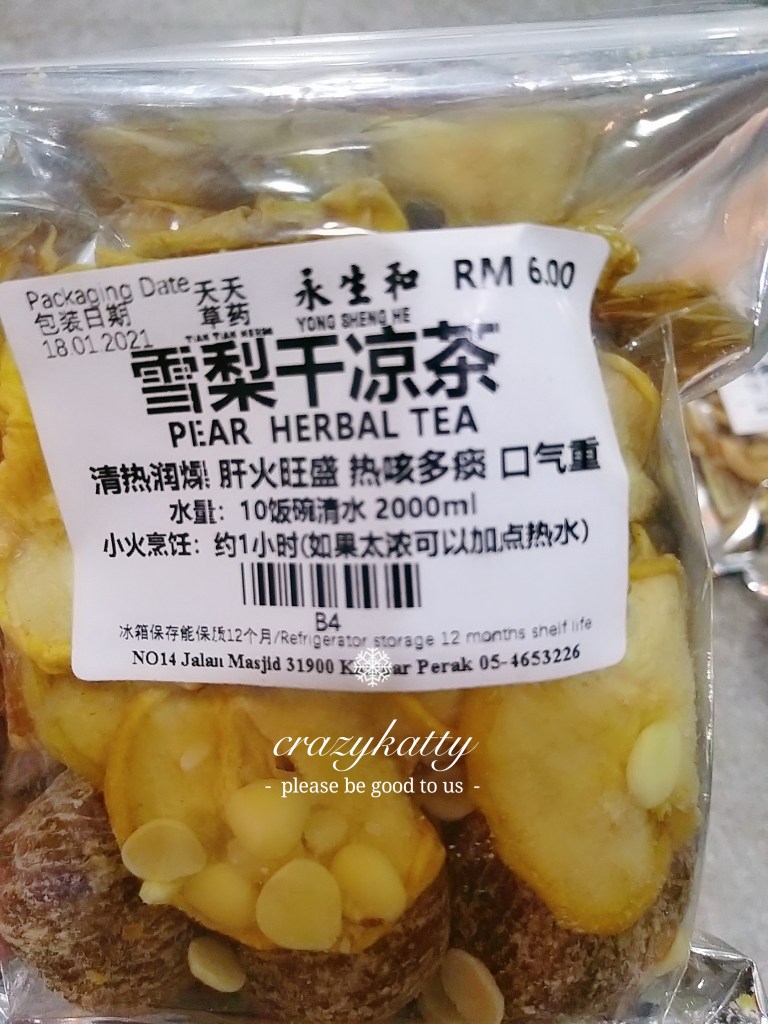 Packaging Date
包装日期
18.01.2021
天天
草药
TIAN TIAN HERB
永生和
YONG SHENG HE
RM 6.00
雪梨干凉茶
PEAR HERBAL TEA
清热润燥 肝火旺盛 热咳多痰 口气重
水量：10饭碗清水 2000ml
小火烹饪：约1小时(如果太浓可以加点热水)
B4
冰箱保存能保质12个月/Refrigerator storage 12 months shelf life
NO14 Jalan Masjid 31900 Perak 05-4653226
crazykatty
- please be good to us -